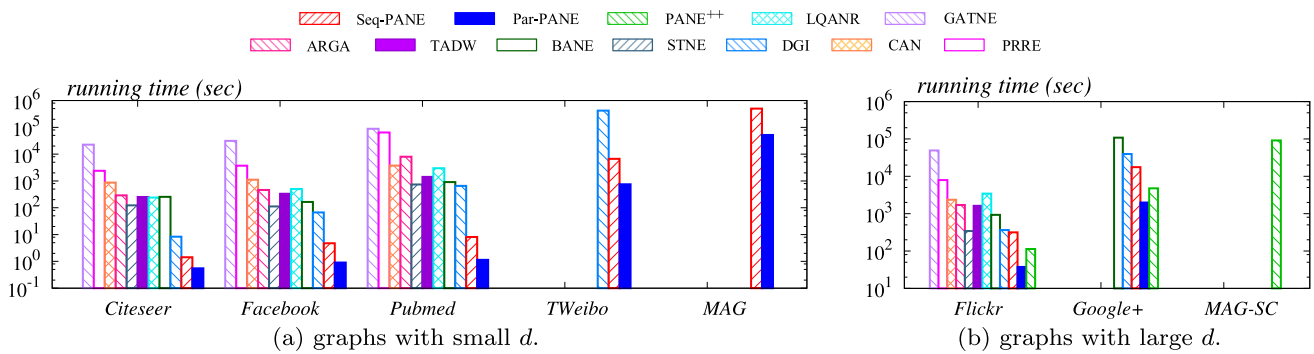 Seq-PANE Par-PANE PANE++ LQANR GATNE
ARGA TADW BANE STNE DGI CAN PRRE
running time (sec)
10^6
10^5
10^4
10^3
10^2
10^1
10^0
10^-1
Citeseer Facebook Pubmed TWeibo MAG
(a) graphs with small d.
running time (sec)
10^6
10^5
10^4
10^3
10^2
10^1
Flickr Google+ MAG-SC
(b) graphs with large d.